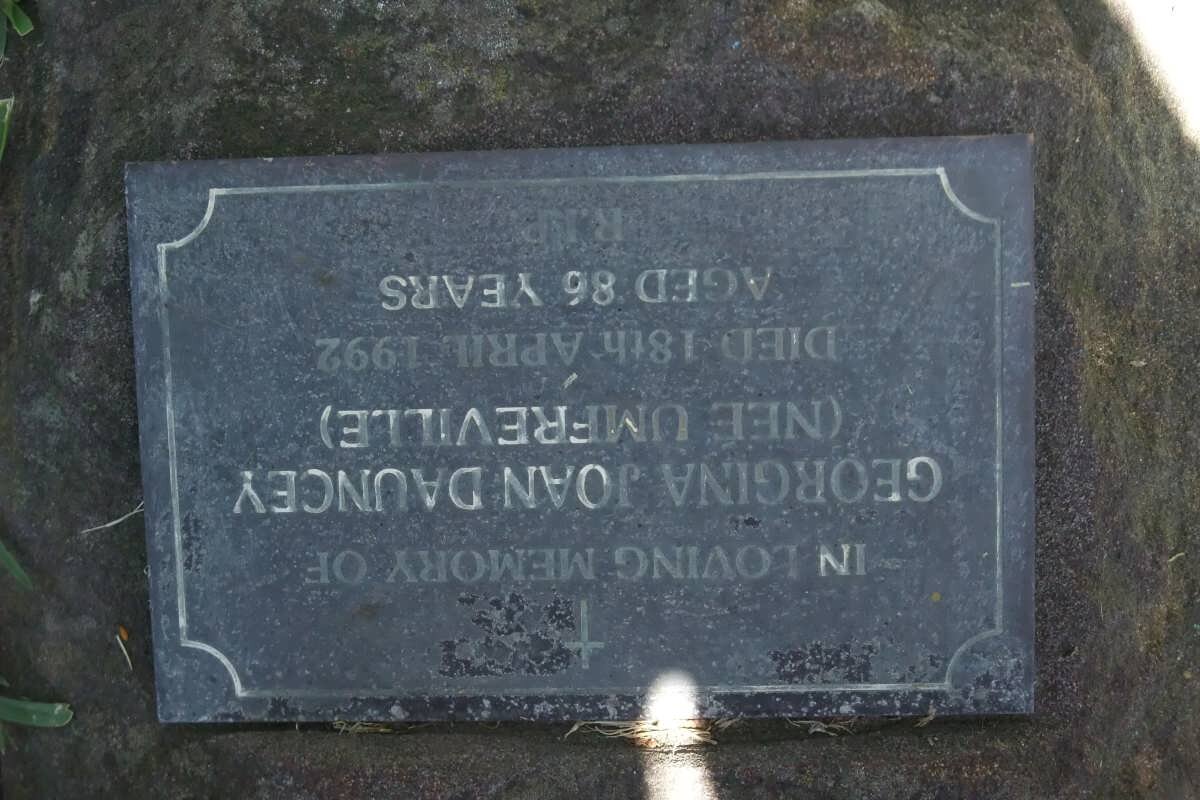 IN LOVING MEMORY OF
GEORGINA JOAN DAUNCEY
(NEE UMFREVILLE)
DIED 18th APRIL 1992
AGED 86 YEARS
R.I.P